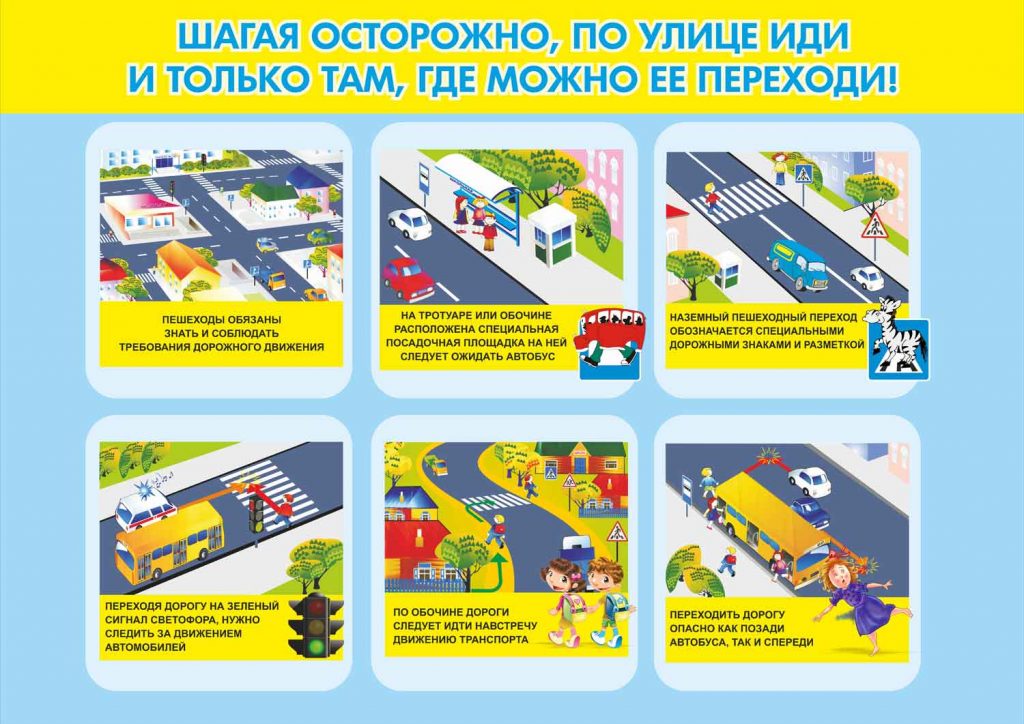 ШАГАЯ ОСТОРОЖНО, ПО УЛИЦЕ ИДИ
И ТОЛЬКО ТАМ, ГДЕ МОЖНО ЕЕ ПЕРЕХОДИ!
ПЕШЕХОДЫ ОБЯЗАНЫ
ЗНАТЬ И СОБЛЮДАТЬ
ТРЕБОВАНИЯ ДОРОЖНОГО ДВИЖЕНИЯ
НА ТРОТУАРЕ ИЛИ ОБОЧИНЕ
РАСПОЛОЖЕНА СПЕЦИАЛЬНАЯ
ПОСАДОЧНАЯ ПЛОЩАДКА НА НЕЙ
СЛЕДУЕТ ОЖИДАТЬ АВТОБУС
НАЗЕМНЫЙ ПЕШЕХОДНЫЙ ПЕРЕХОД
ОБОЗНАЧАЕТСЯ СПЕЦИАЛЬНЫМИ
ДОРОЖНЫМИ ЗНАКАМИ И РАЗМЕТКОЙ
ПЕРЕХОДЯ ДОРОГУ НА ЗЕЛЕНЫЙ
СИГНАЛ СВЕТОФОРА, НУЖНО
СЛЕДИТЬ ЗА ДВИЖЕНИЕМ
АВТОМОБИЛЕЙ
ПО ОБОЧИНЕ ДОРОГИ
СЛЕДУЕТ ИДТИ НАВСТРЕЧУ
ДВИЖЕНИЮ ТРАНСПОРТА
ПЕРЕХОДИТЬ ДОРОГУ
ОПАСНО КАК ПОЗАДИ
АВТОБУСА, ТАК И СПЕРЕДИ